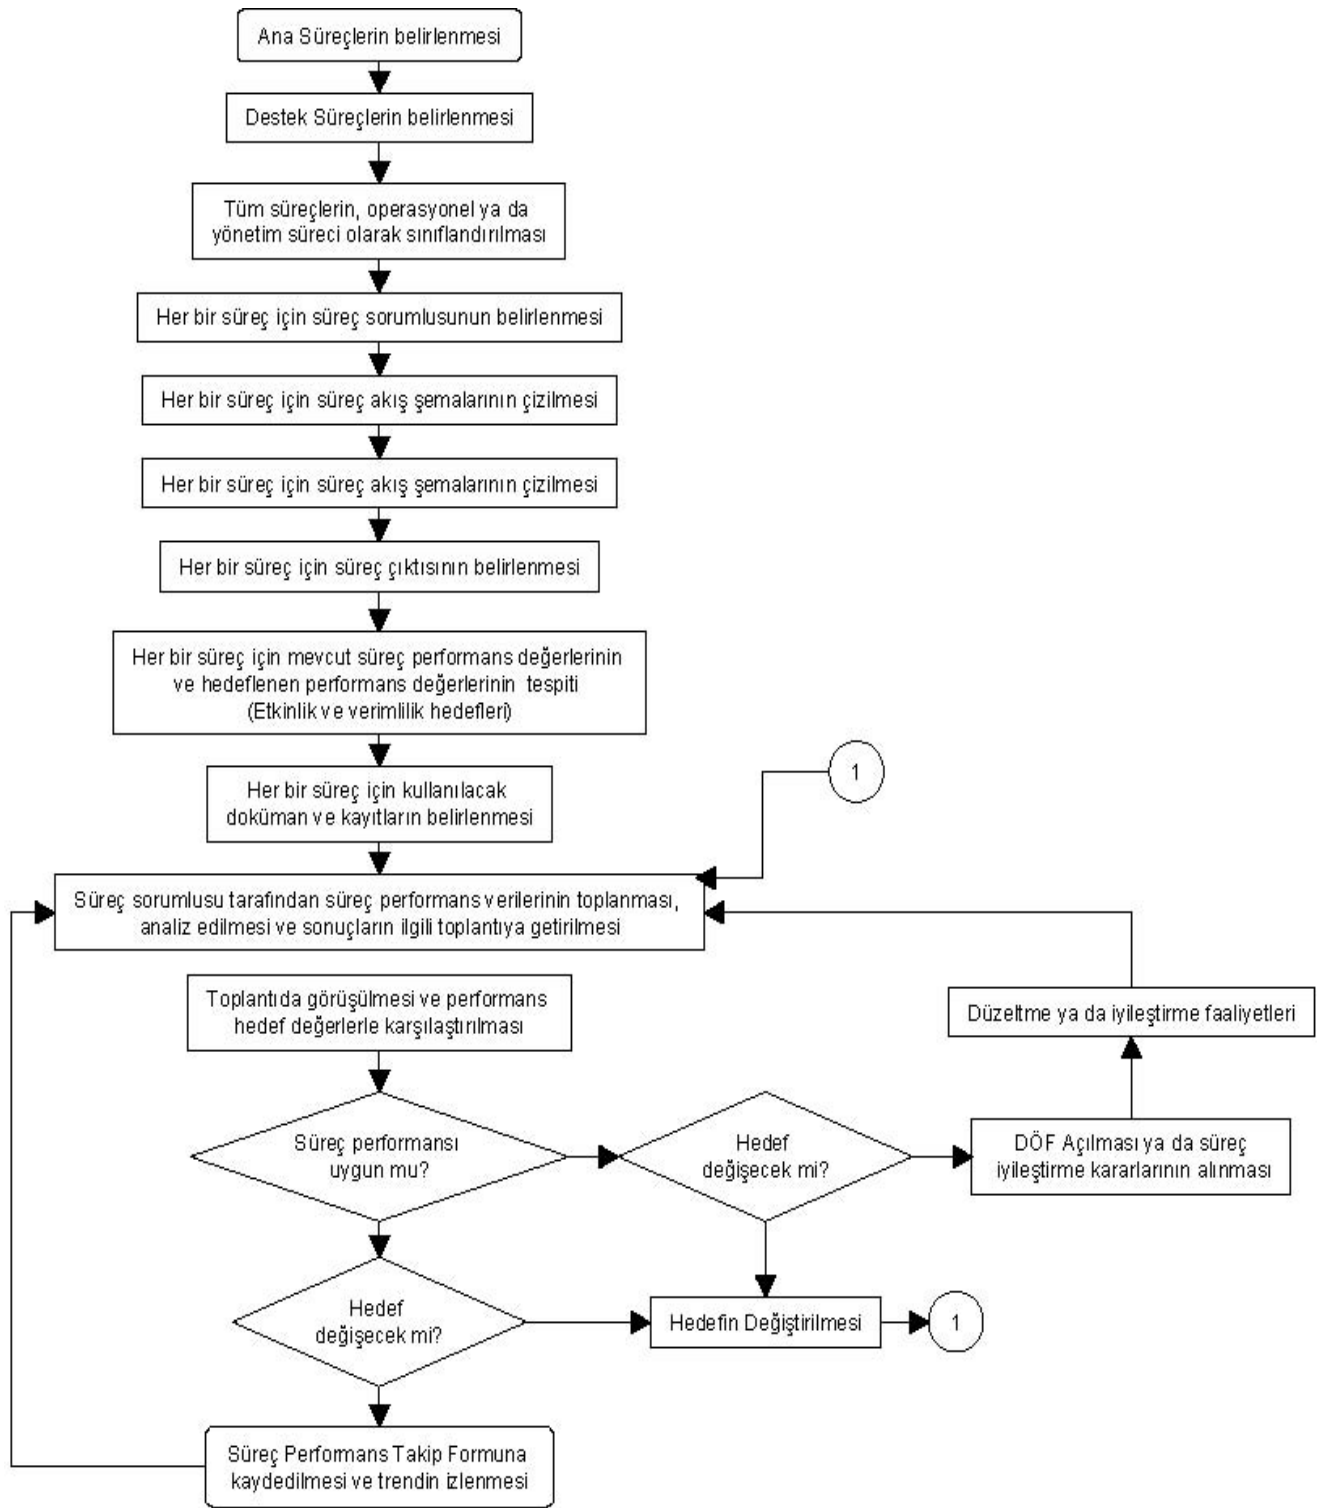 Ana Süreçlerin belirlenmesi
Destek Süreçlerin belirlenmesi
Tüm süreçlerin, operasyonel ya da
yönetim süreci olarak sınıflandırılması
Her bir süreç için süreç sorumlusunun belirlenmesi
Her bir süreç için süreç akış şemalarının çizilmesi
Her bir süreç için süreç akış şemalarının çizilmesi
Her bir süreç için süreç çıktısının belirlenmesi
Her bir süreç için mevcut süreç performans değerlerinin
ve hedeflenen performans değerlerinin tespiti
(Etkinlik ve verimlilik hedefleri)
1
Her bir süreç için kullanılacak
doküman ve kayıtların belirlenmesi
Süreç sorumlusu tarafından süreç performans verilerinin toplanması,
analiz edilmesi ve sonuçların ilgili toplantıya getirilmesi
Toplantıda görüşülmesi ve performans
hedef değerlerle karşılaştırılması
Düzeltme ya da iyileştirme faaliyetleri
Süreç performansı
uygun mu?
Hedef
değişecek mi?
DÖF Açılması ya da süreç
iyileştirme kararlarının alınması
Hedef
değişecek mi?
Hedefin Değiştirilmesi
1
Süreç Performans Takip Formuna
kaydedilmesi ve trendin izlenmesi